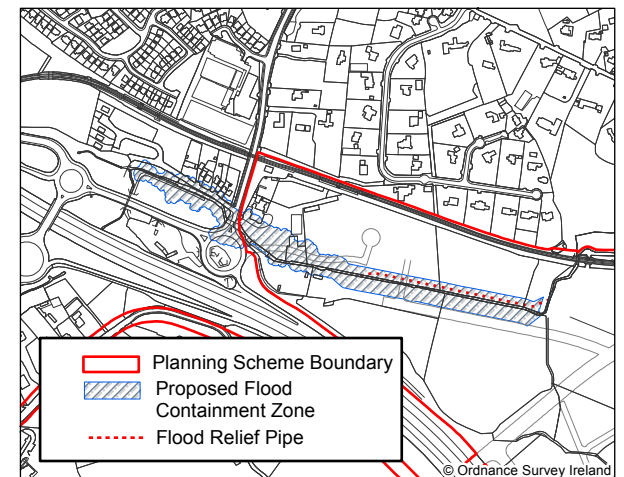 Planning Scheme Boundary
Proposed Flood
Containment Zone
Flood Relief Pipe
© Ordnance Survey Ireland